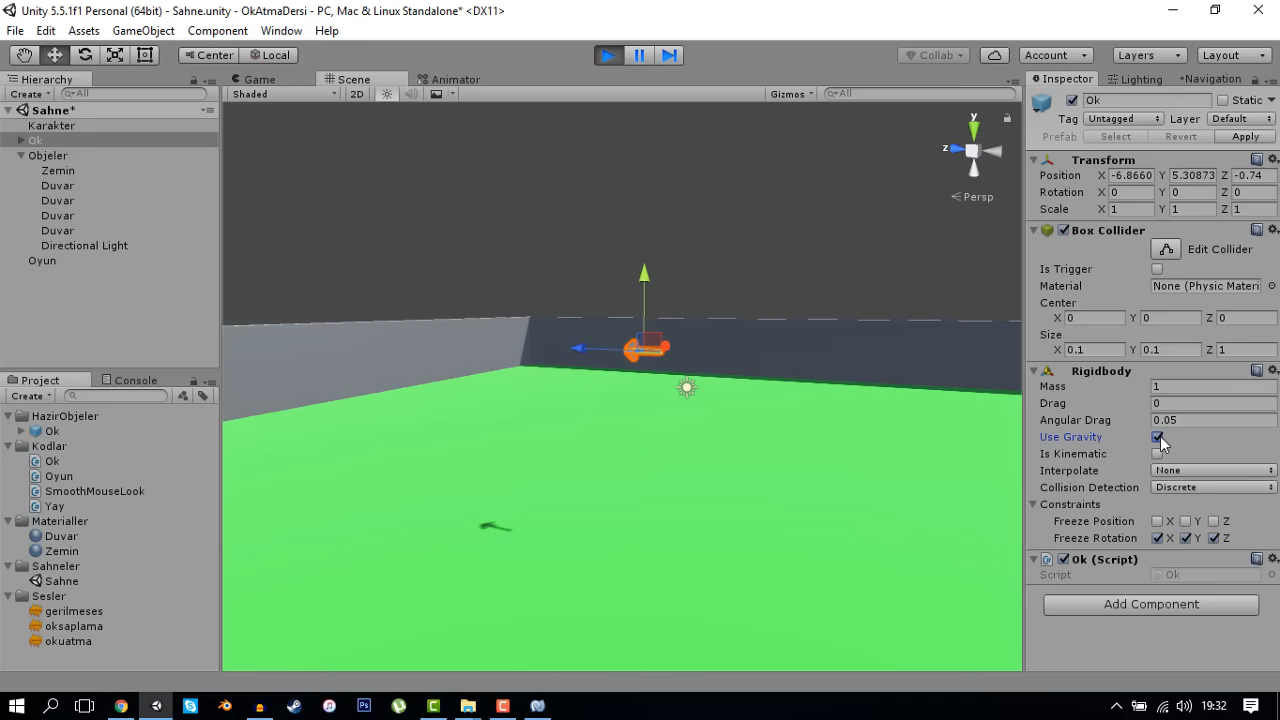 Unity 5.5.1f1 Personal (64bit) - Sahne.unity - OkAtmaDersi - PC, Mac & Linux Standalone* <DX11>
File Edit Assets GameObject Component Window Help
Center Local Collab Account Layers Layout
Hierarchy Game Scene Animator Inspector Lighting *Navigation
Create All Shaded 2D Gizmos All Ok Static
Sahne*
Karakter
Ok
Objeler
Zemin
Duvar
Duvar
Duvar
Duvar
Directional Light
Oyun
y
z
Persp
Tag Untagged Layer Default
Prefab Select Revert Apply
Transform
Position X -6.8660 Y 5.30873 Z -0.74
Rotation X 0 Y 0 Z 0
Scale X 1 Y 1 Z 1
Box Collider
Edit Collider
Is Trigger
Material None (Physic Materi
Center
X 0 Y 0 Z 0
Size
X 0.1 Y 0.1 Z 1
Rigidbody
Mass 1
Drag 0
Angular Drag 0.05
Use Gravity
Is Kinematic
Interpolate None
Collision Detection Discrete
Constraints
Freeze Position X Y Z
Freeze Rotation X Y Z
Ok (Script)
Script Ok
Add Component
Project Console
Create
HazirObjeler
Ok
Kodlar
Ok
Oyun
SmoothMouseLook
Yay
Materialler
Duvar
Zemin
Sahneler
Sahne
Sesler
gerilmeses
oksaplama
okuatma
19:32